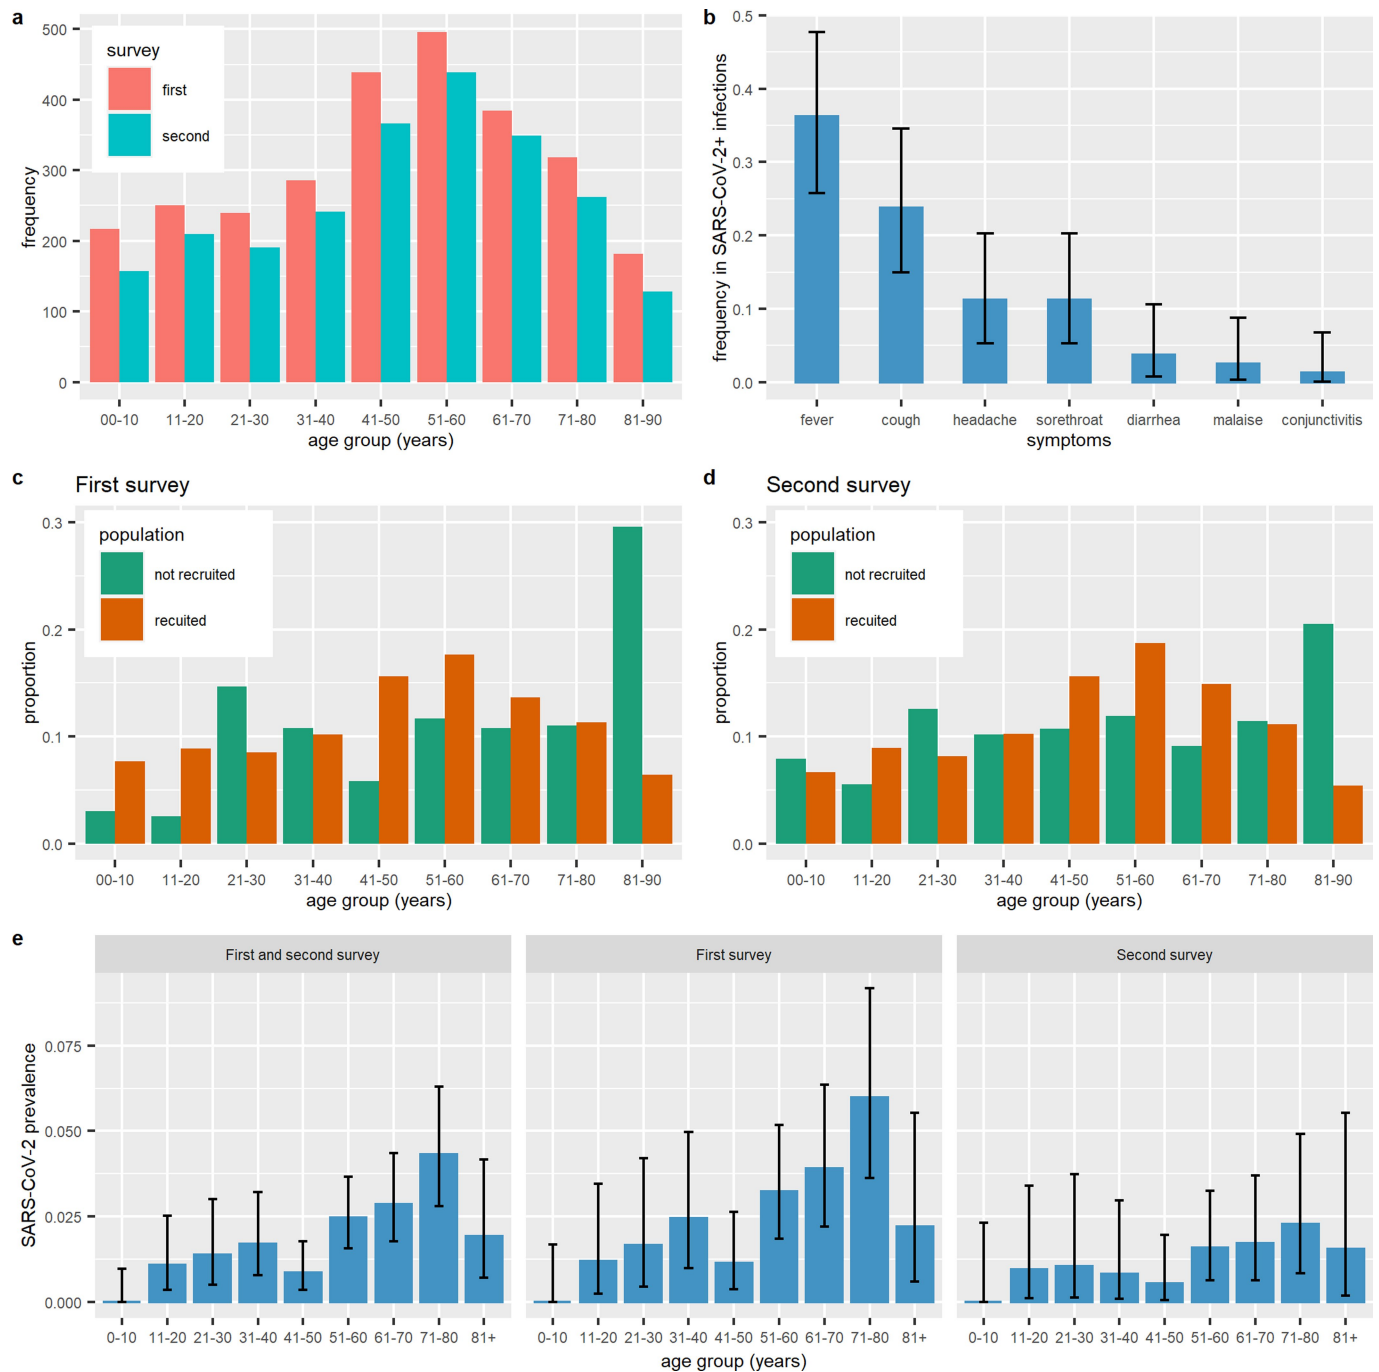 a
survey
first
second
500
400
300
200
100
0
frequency
00-10 11-20 21-30 31-40 41-50 51-60 61-70 71-80 81-90
age group (years)
b
0.5
0.4
0.3
0.2
0.1
0.0
frequency in SARS-CoV-2+ infections
fever cough headache sorethroat diarrhea malaise conjunctivitis
symptoms
c
First survey
population
not recruited
recuited
0.3
0.2
0.1
0.0
proportion
00-10 11-20 21-30 31-40 41-50 51-60 61-70 71-80 81-90
age group (years)
d
Second survey
population
not recruited
recuited
0.3
0.2
0.1
0.0
proportion
00-10 11-20 21-30 31-40 41-50 51-60 61-70 71-80 81-90
age group (years)
e
First and second survey
First survey
Second survey
0.075
0.050
0.025
0.000
SARS-CoV-2 prevalence
0-10 11-20 21-30 31-40 41-50 51-60 61-70 71-80 81+
0-10 11-20 21-30 31-40 41-50 51-60 61-70 71-80 81+
0-10 11-20 21-30 31-40 41-50 51-60 61-70 71-80 81+
age group (years)